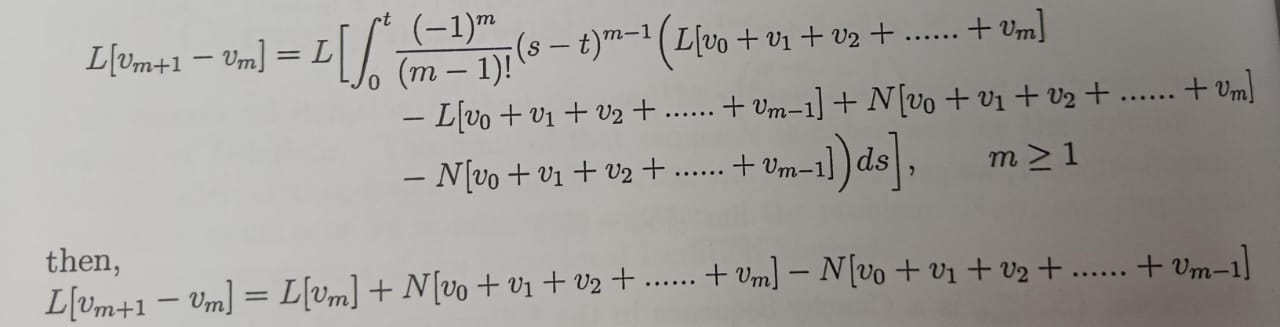 L[v_{m+1} − v_m] = L[∫_0^t \frac{(−1)^m}{(m − 1)!}(s − t)^{m−1}(L[v_0 + v_1 + v_2 + ...... + v_m]
− L[v_0 + v_1 + v_2 + ...... + v_{m−1}] + N[v_0 + v_1 + v_2 + ...... + v_m]
− N[v_0 + v_1 + v_2 + ...... + v_{m−1}])ds], m ≥ 1
then,
L[v_{m+1} − v_m] = L[v_m] + N[v_0 + v_1 + v_2 + ...... + v_m] − N[v_0 + v_1 + v_2 + ...... + v_{m−1}]